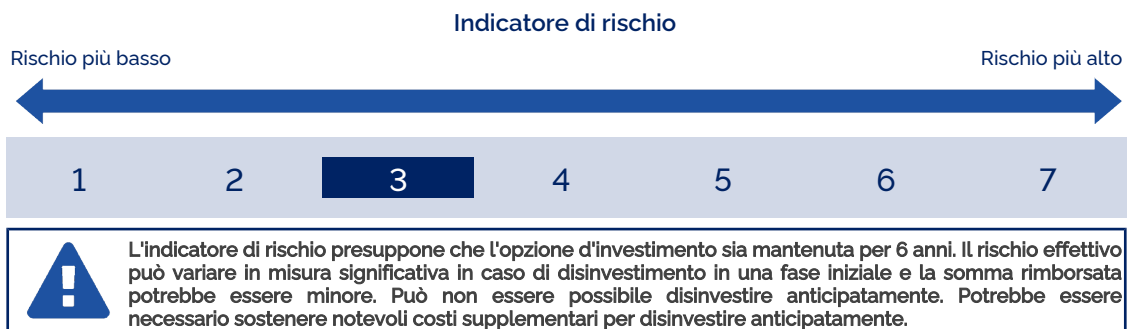 Indicatore di rischio
Rischio più basso
Rischio più alto
1 2 3 4 5 6 7
L'indicatore di rischio presuppone che l'opzione d'investimento sia mantenuta per 6 anni. Il rischio effettivo
può variare in misura significativa in caso di disinvestimento in una fase iniziale e la somma rimborsata
potrebbe essere minore. Può non essere possibile disinvestire anticipatamente. Potrebbe essere
necessario sostenere notevoli costi supplementari per disinvestire anticipatamente.